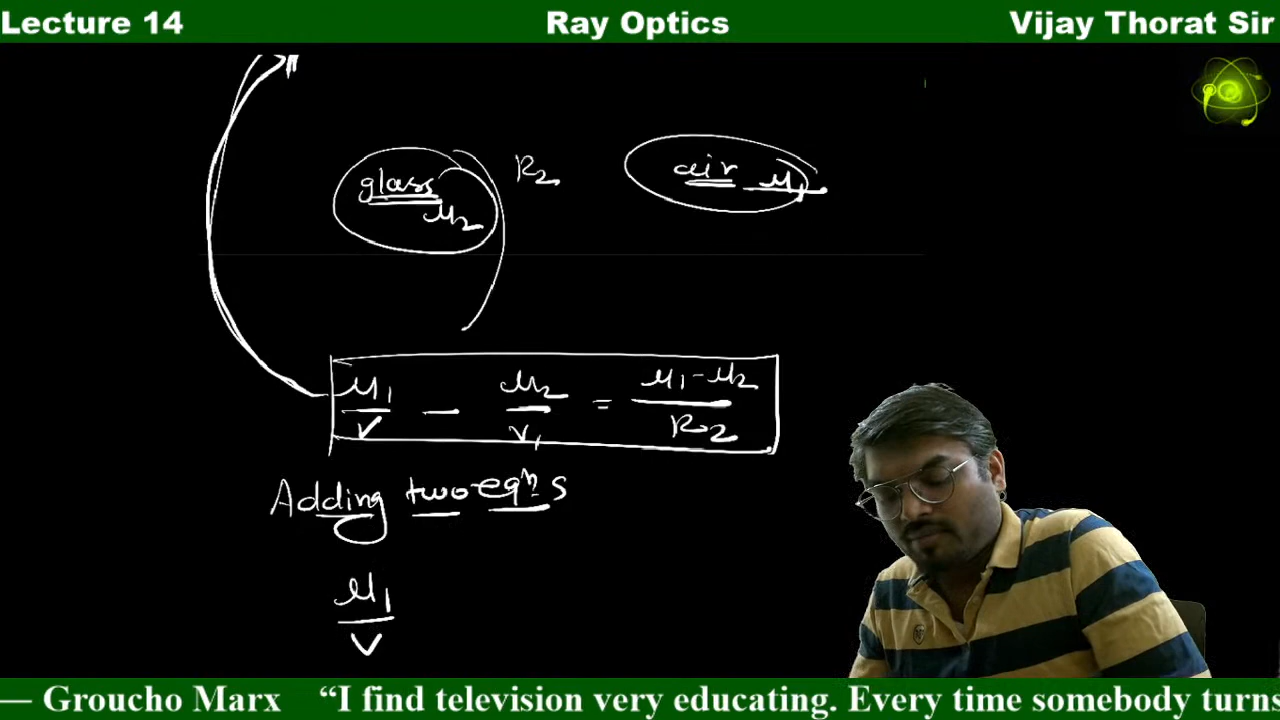 Lecture 14 Ray Optics Vijay Thorat Sir
glass μ2 R2 air μ1
μ1/v - μ2/v1 = μ1-μ2/R2
Adding two eqn s
μ1/v
— Groucho Marx “I find television very educating. Every time somebody turns